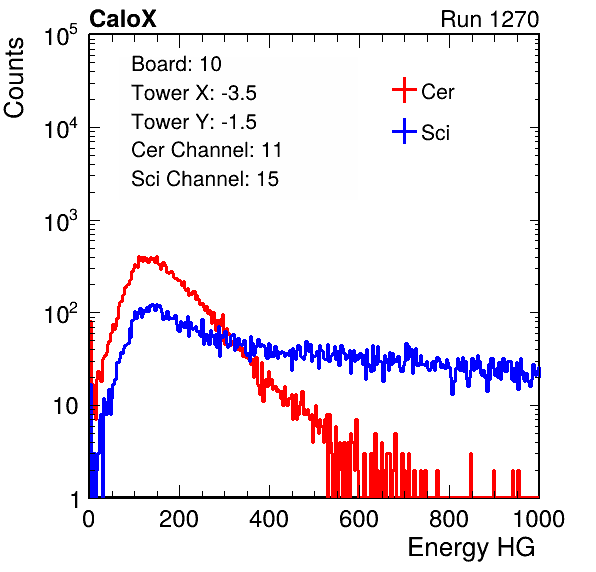 CaloX Run 1270
Counts
Board: 10
Tower X: -3.5
Tower Y: -1.5
Cer Channel: 11
Sci Channel: 15
Cer
Sci
10^5
10^4
10^3
10^2
10
1
0 200 400 600 800 1000
Energy HG